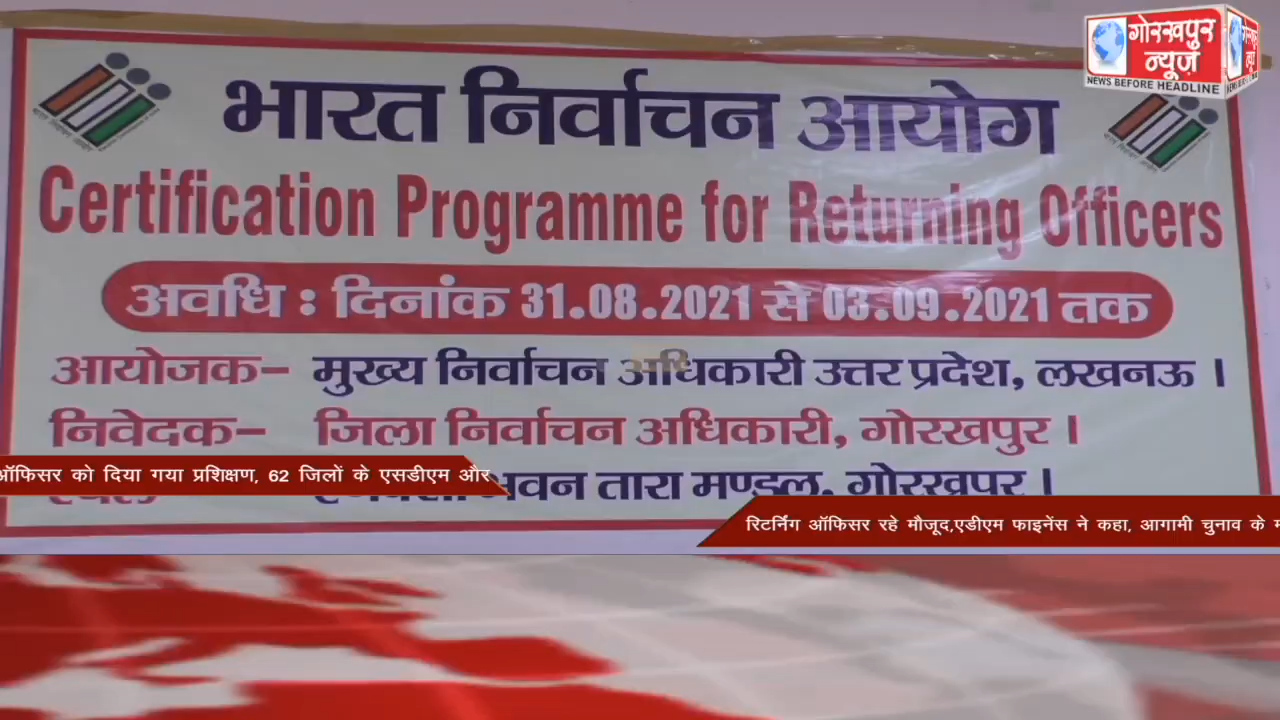 गोरखपुर
न्यूज़
NEWS BEFORE HEADLINE
भारत निर्वाचन आयोग
Certification Programme for Returning Officers
अवधि : दिनांक 31.08.2021 से 03.09.2021 तक
आयोजक– मुख्य निर्वाचन अधिकारी उत्तर प्रदेश, लखनऊ ।
निवेदक– जिला निर्वाचन अधिकारी, गोरखपुर ।
भवन तारा मण्डल, गोरखपुर ।
ऑफिसर को दिया गया प्रशिक्षण, 62 जिलों के एसडीएम और
रिटर्निंग ऑफिसर रहे मौजूद,एडीएम फाइनेंस ने कहा, आगामी चुनाव के